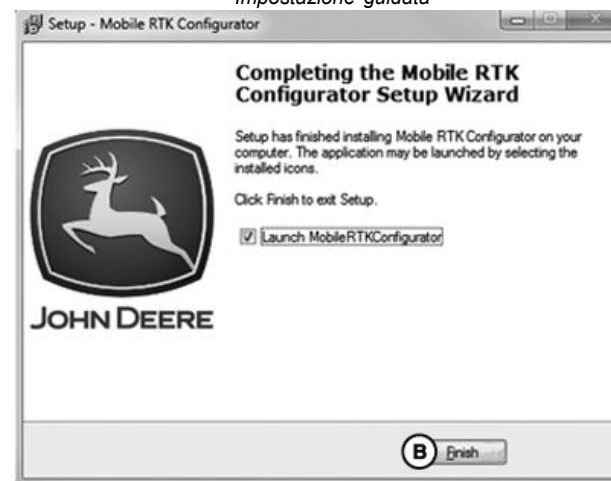 Impostazione guidata
Setup - Mobile RTK Configurator
Completing the Mobile RTK
Configurator Setup Wizard
Setup has finished installing Mobile RTK Configurator on your
computer. The application may be launched by selecting the
installed icons.
Click Finish to exit Setup.
Launch MobileRTKConfigurator
JOHN DEERE
B
Finish